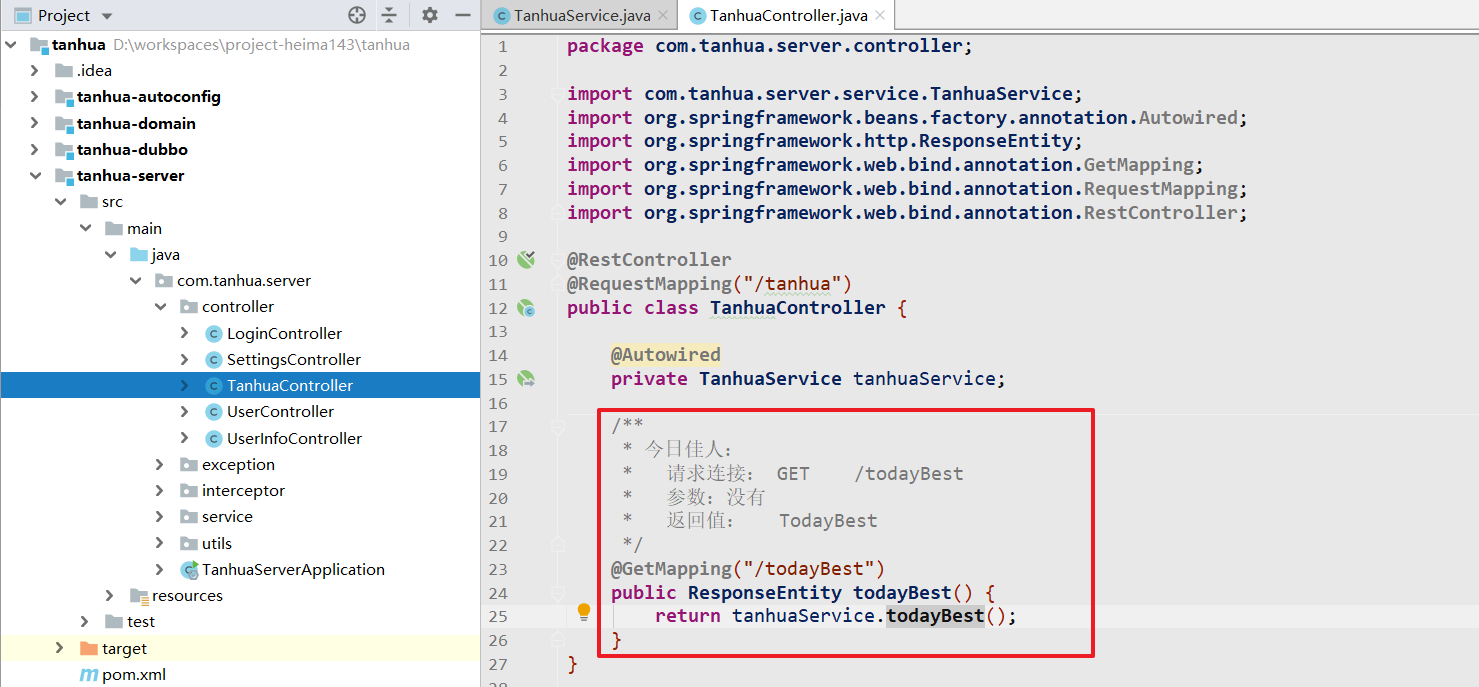 Project
tanhua D:\workspaces\project-heima143\tanhua
.idea
tanhua-autoconfig
tanhua-domain
tanhua-dubbo
tanhua-server
src
main
java
com.tanhua.server
controller
LoginController
SettingsController
TanhuaController
UserController
UserInfoController
exception
interceptor
service
utils
TanhuaServerApplication
resources
test
target
pom.xml
TanhuaService.java TanhuaController.java
1 package com.tanhua.server.controller;
2
3 import com.tanhua.server.service.TanhuaService;
4 import org.springframework.beans.factory.annotation.Autowired;
5 import org.springframework.http.ResponseEntity;
6 import org.springframework.web.bind.annotation.GetMapping;
7 import org.springframework.web.bind.annotation.RequestMapping;
8 import org.springframework.web.bind.annotation.RestController;
9
10 @RestController
11 @RequestMapping("/tanhua")
12 public class TanhuaController {
13
14 @Autowired
15 private TanhuaService tanhuaService;
16
17 /**
18 * 今日佳人：
19 * 请求连接： GET /todayBest
20 * 参数：没有
21 * 返回值： TodayBest
22 */
23 @GetMapping("/todayBest")
24 public ResponseEntity todayBest() {
25 return tanhuaService.todayBest();
26 }
27 }
28